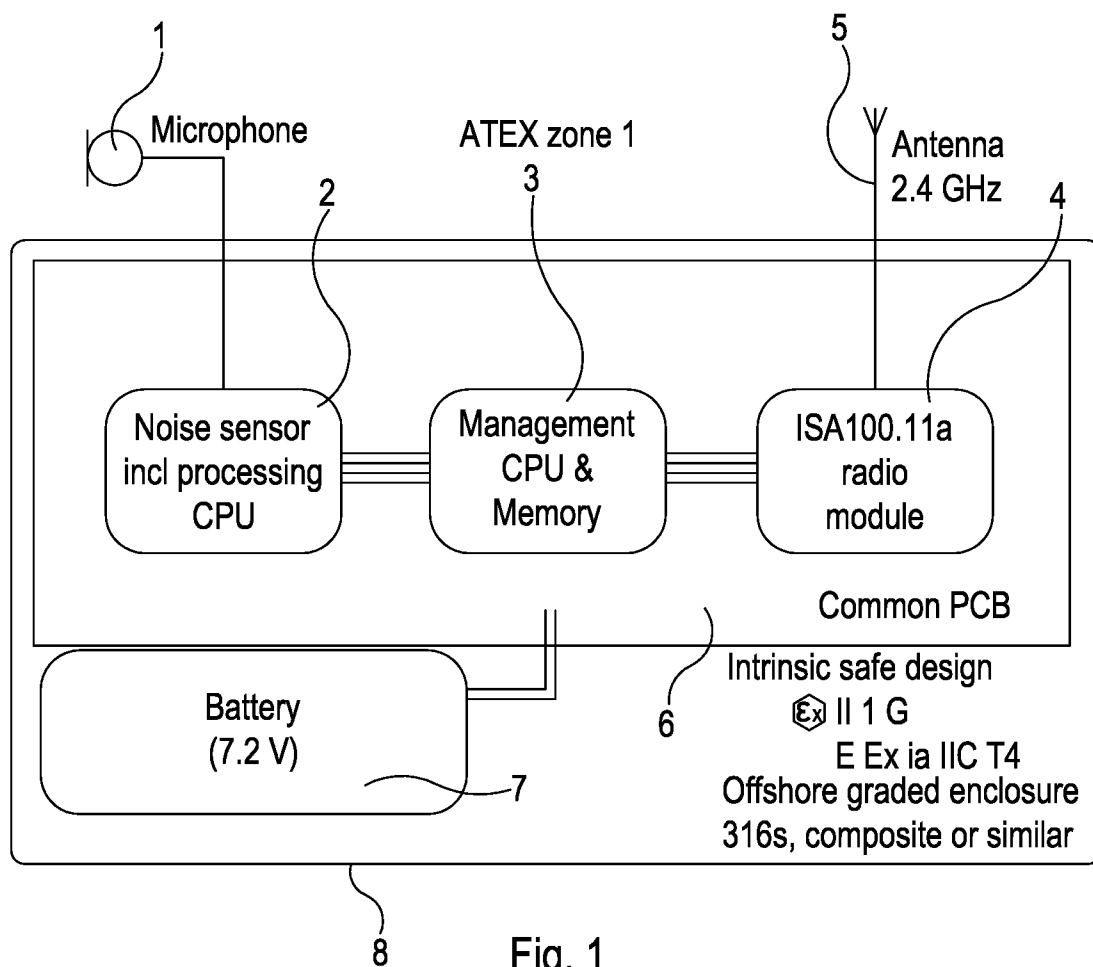 1
5
Microphone
ATEX zone 1
Antenna
2.4 GHz
2
3
4
Noise sensor
incl processing
CPU
Management
CPU &
Memory
ISA100.11a
radio
module
Common PCB
Battery
(7.2 V)
7
6
Intrinsic safe design
Ex II 1 G
E Ex ia IIC T4
Offshore graded enclosure
316s, composite or similar
8
Fig. 1